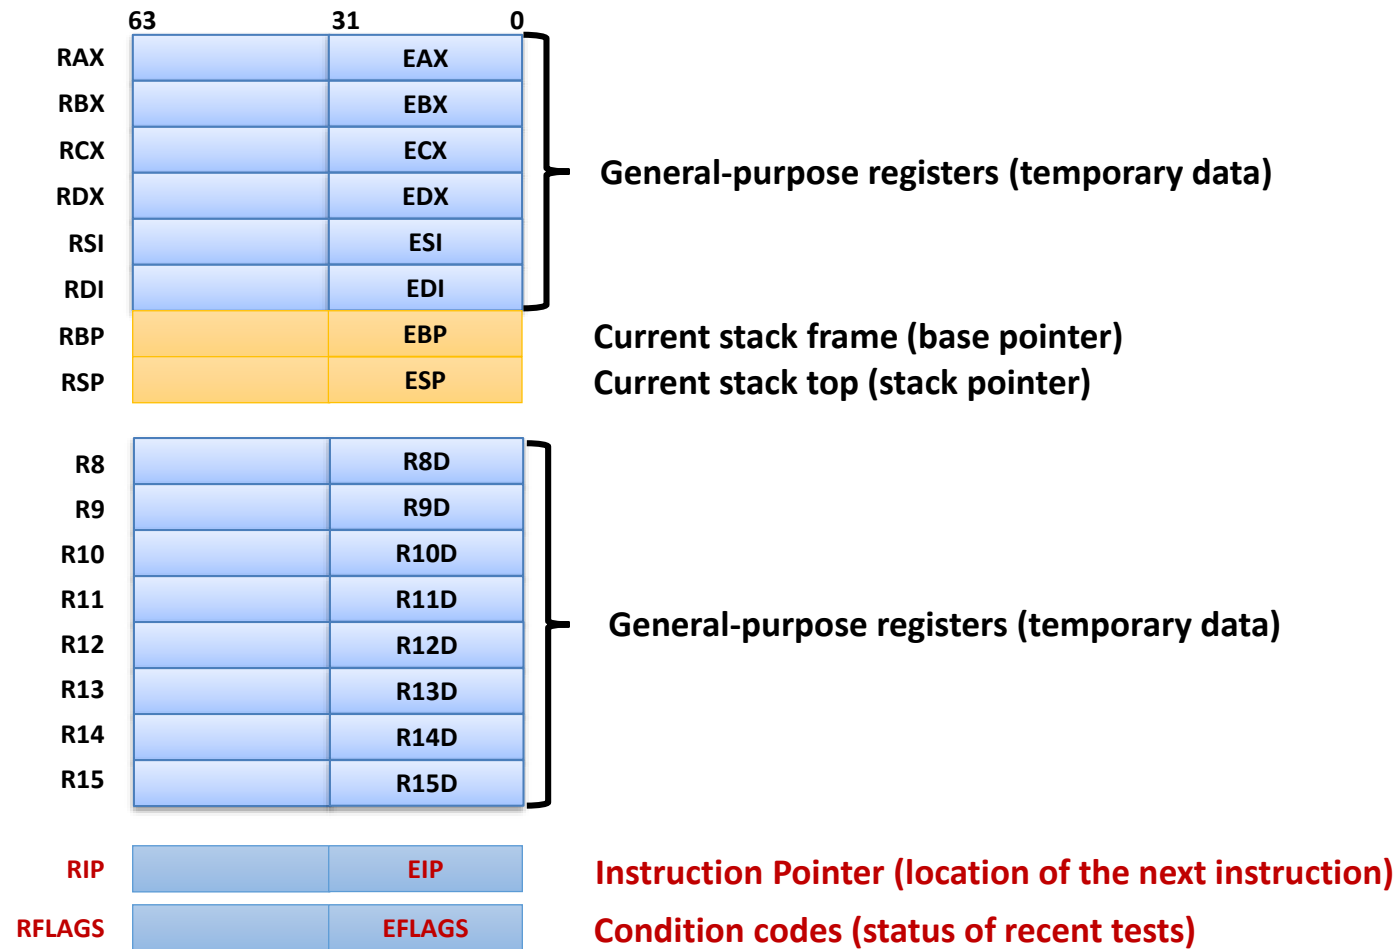 63 31 0
RAX EAX
RBX EBX
RCX ECX
General-purpose registers (temporary data)
RDX EDX
RSI ESI
RDI EDI
RBP EBP Current stack frame (base pointer)
RSP ESP Current stack top (stack pointer)
R8 R8D
R9 R9D
R10 R10D
R11 R11D
General-purpose registers (temporary data)
R12 R12D
R13 R13D
R14 R14D
R15 R15D
RIP EIP Instruction Pointer (location of the next instruction)
RFLAGS EFLAGS Condition codes (status of recent tests)